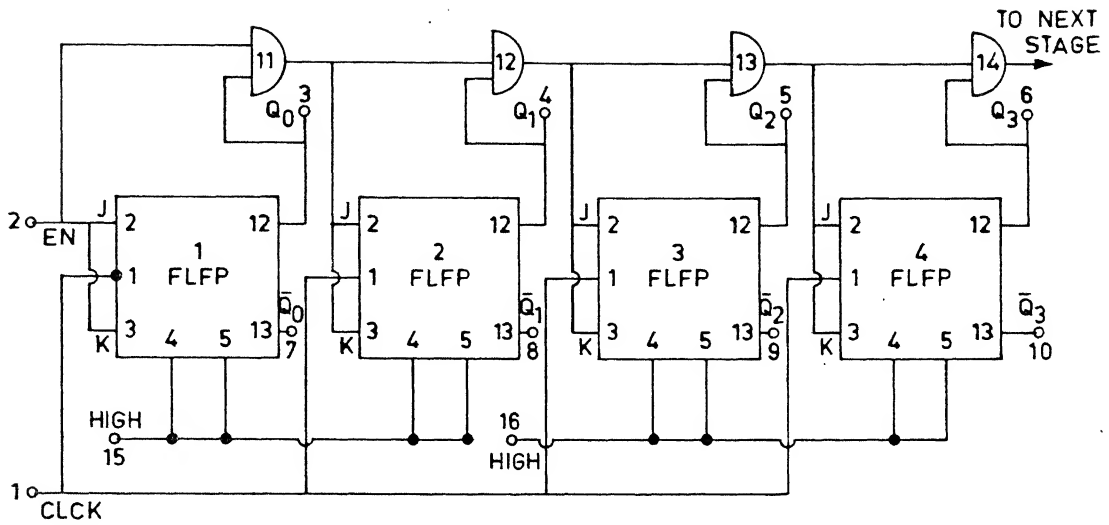 TO NEXT
STAGE
11
12
13
14
Q0 3
Q1 4
Q2 5
Q3 6
2 EN
J 2 12
1
FLFP
1
K 3 4 5 13
Q̄0
7
J 2 12
2
FLFP
1
K 3 4 5 13
Q̄1
8
J 2 12
3
FLFP
1
K 3 4 5 13
Q̄2
9
J 2 12
4
FLFP
1
K 3 4 5 13
Q̄3
10
HIGH
15
16
HIGH
1 CLCK